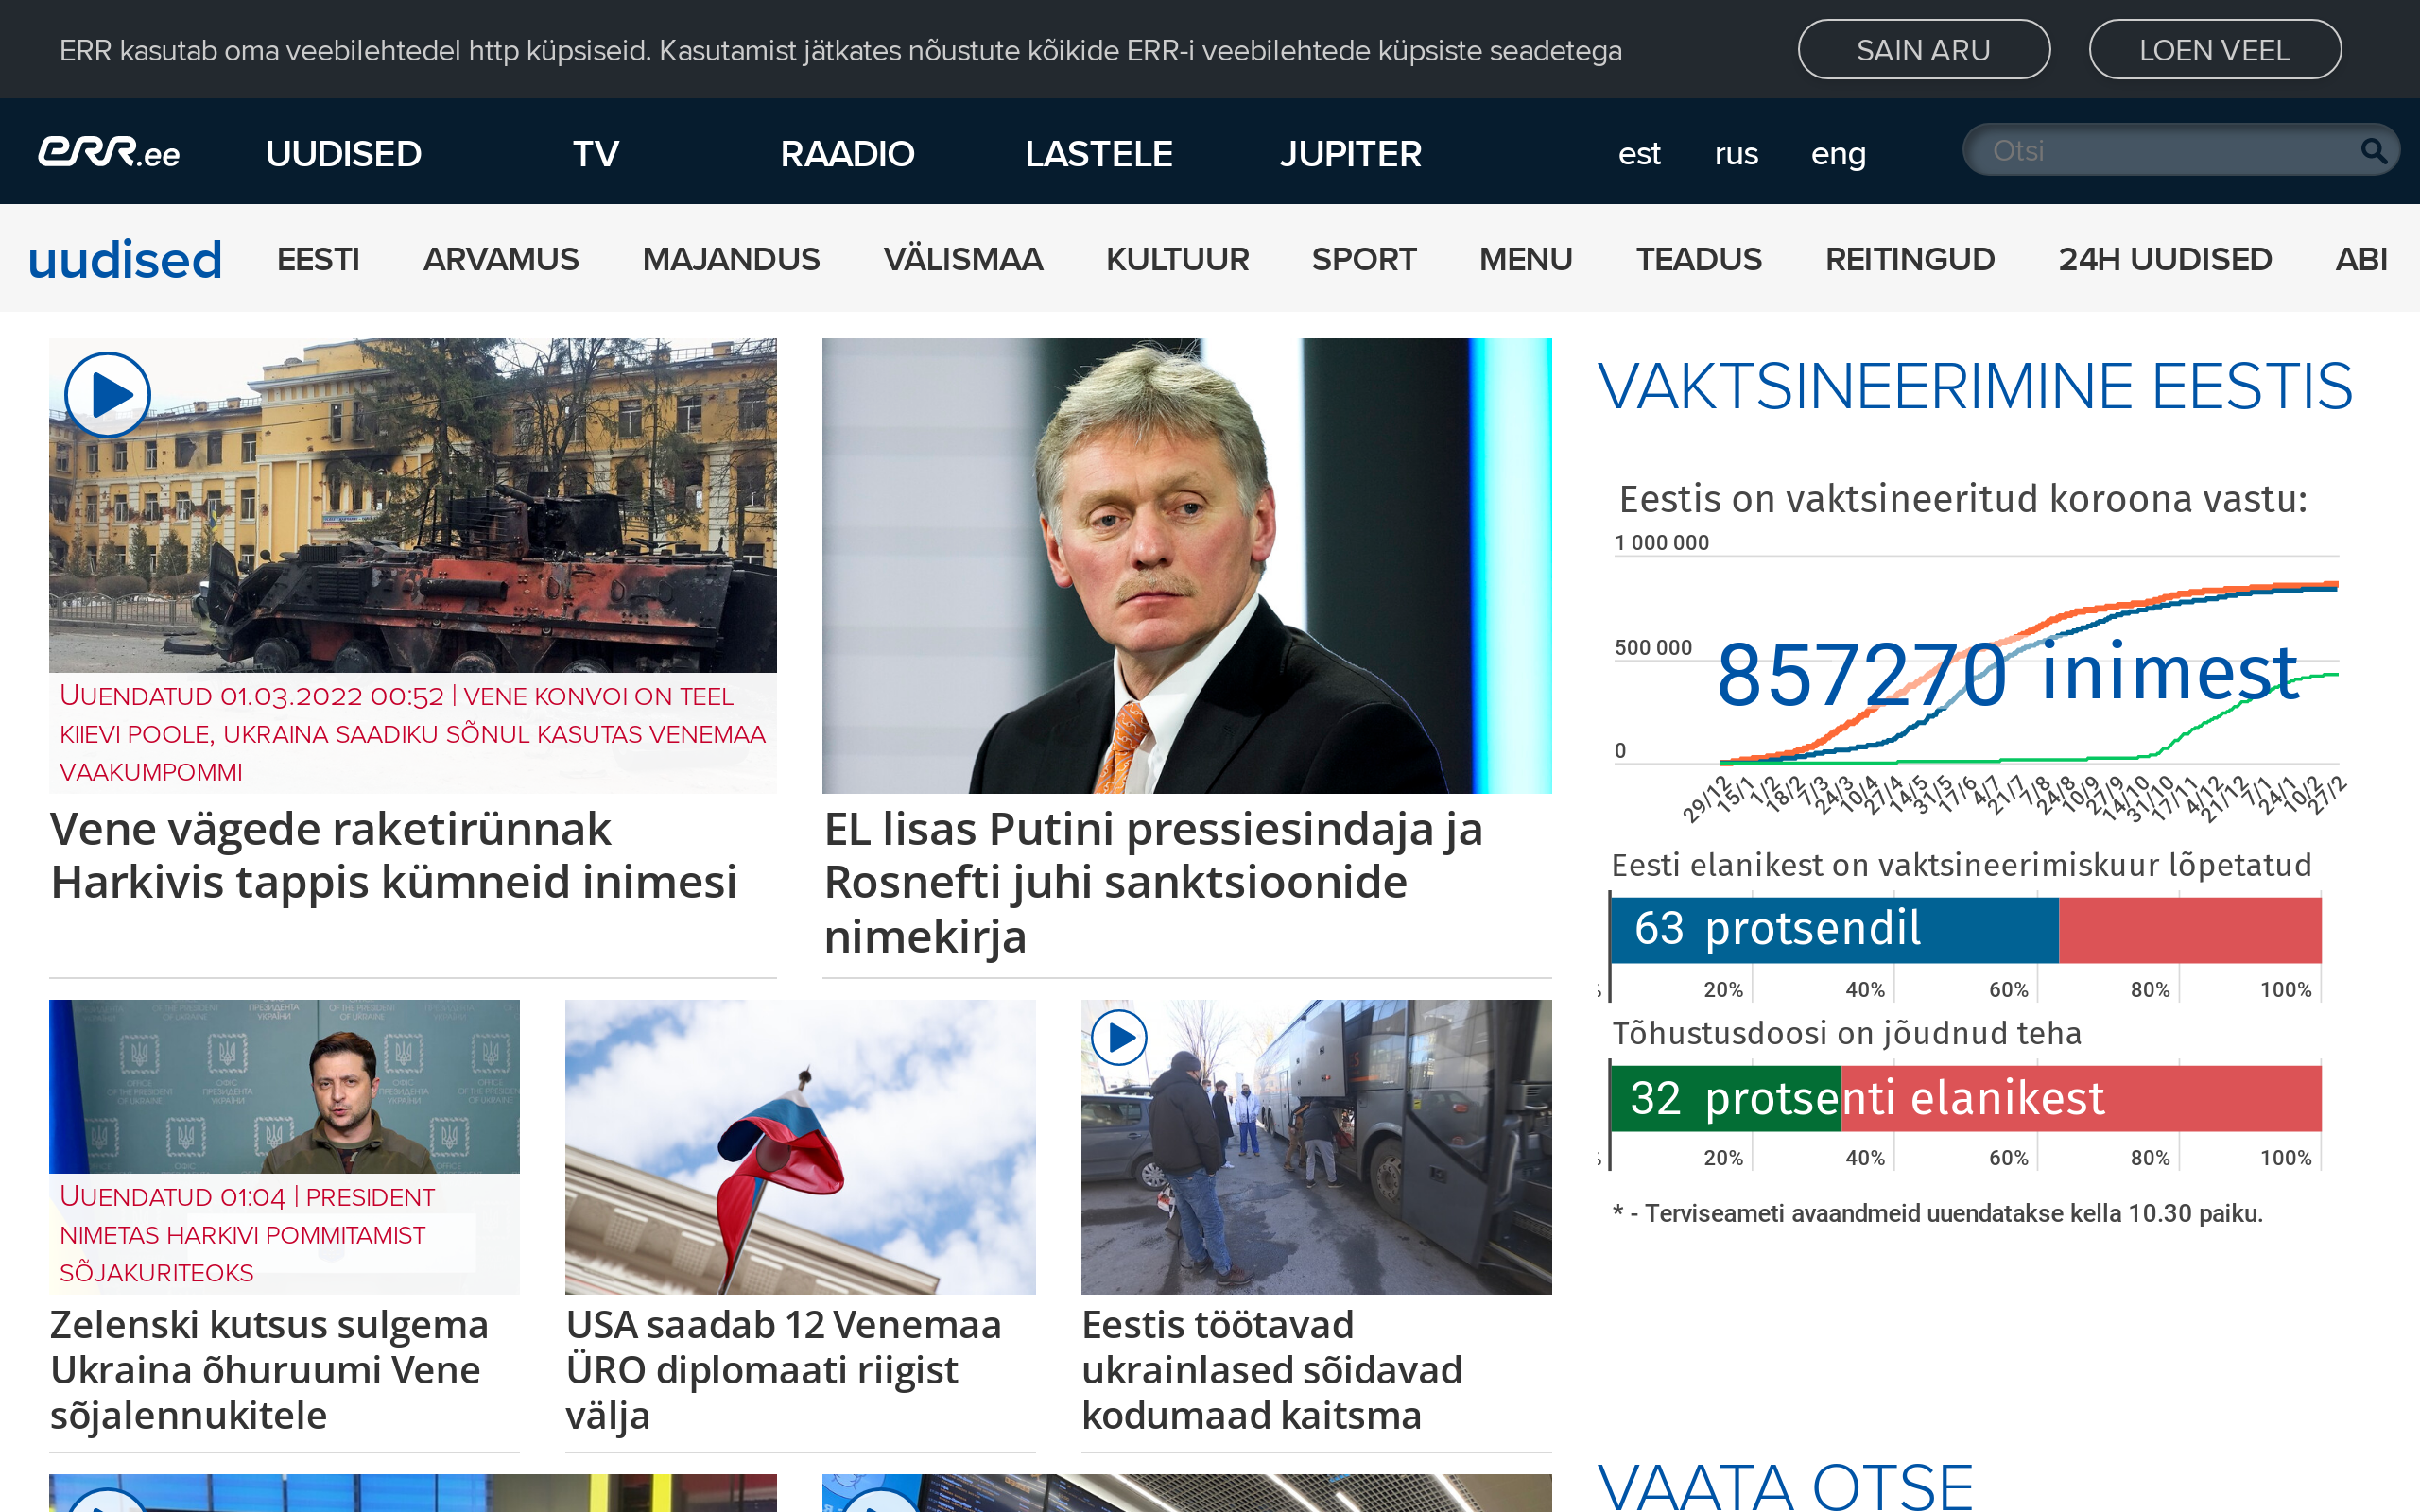 ERR kasutab oma veebilehtedel http küpsiseid. Kasutamist jätkates nõustute kõikide ERR-i veebilehtede küpsiste seadetega
SAIN ARU
LOEN VEEL
err.ee
UUDISED
TV
RAADIO
LASTELE
JUPITER
est
rus
eng
Otsi
uudised
EESTI
ARVAMUS
MAJANDUS
VÄLISMAA
KULTUUR
SPORT
MENU
TEADUS
REITINGUD
24H UUDISED
ABI
UUENDATUD 01.03.2022 00:52 | VENE KONVOI ON TEEL
KIIEVI POOLE, UKRAINA SAADIKU SÕNUL KASUTAS VENEMAA
VAAKUMPOMMI
Vene vägede raketirünnak
Harkivis tappis kümneid inimesi
EL lisas Putini pressiesindaja ja
Rosnefti juhi sanktsioonide
nimekirja
UUENDATUD 01:04 | PRESIDENT
NIMETAS HARKIVI POMMITAMIST
SÕJAKURITEOKS
Zelenski kutsus sulgema
Ukraina õhuruumi Vene
sõjalennukitele
USA saadab 12 Venemaa
ÜRO diplomaati riigist
välja
Eestis töötavad
ukrainlased sõidavad
kodumaad kaitsma
VAKTSINEERIMINE EESTIS
Eestis on vaktsineeritud koroona vastu:
1 000 000
500 000
857270 inimest
0
29/12 15/1 1/2 18/2 7/3 24/3 10/4 27/4 14/5 31/5 17/6 4/7 21/7 7/8 24/8 10/9 27/9 14/10 31/10 17/11 4/12 21/12 7/1 24/1 10/2 27/2
Eesti elanikest on vaktsineerimiskuur lõpetatud
63 protsendil
20% 40% 60% 80% 100%
Tõhustusdoosi on jõudnud teha
32 protsenti elanikest
20% 40% 60% 80% 100%
* - Terviseameti avaandmeid uuendatakse kella 10.30 paiku.
VAATA OTSE